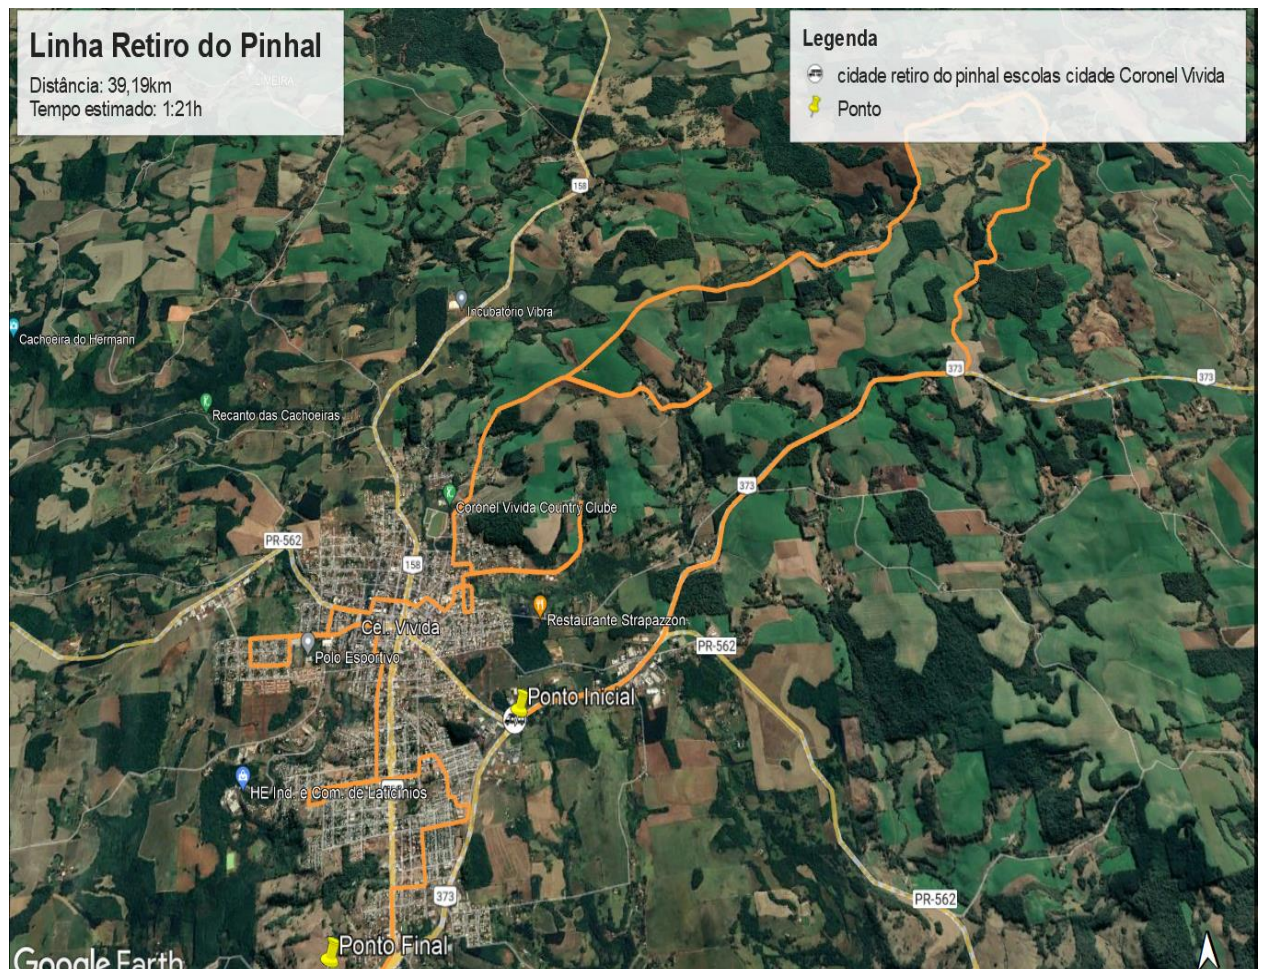 Linha Retiro do Pinhal
Distância: 39,19km
Tempo estimado: 1:21h
Legenda
cidade retiro do pinhal escolas cidade Coronel Vivida
Ponto
158
Incubatório Vibra
Cachoeira do Hermann
373
373
Recanto das Cachoeiras
373
Coronel Vivida Country Clube
PR-562
158
Restaurante Strapazzon
Cel. Vivida
PR-562
Polo Esportivo
Ponto Inicial
HE Ind. e Com. de Laticínios
373
PR-562
Ponto Final
Google Earth